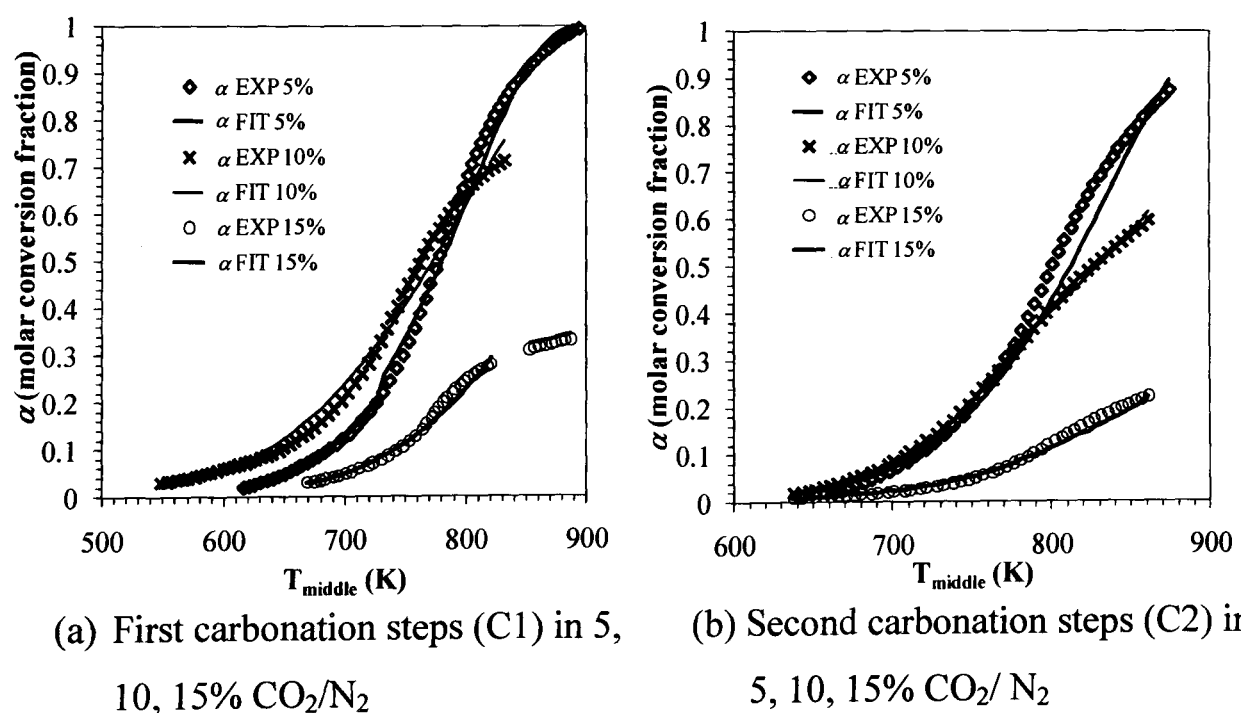 α (molar conversion fraction)
1
0.9
0.8
0.7
0.6
0.5
0.4
0.3
0.2
0.1
0
α EXP 5%
α FIT 5%
α EXP 10%
α FIT 10%
α EXP 15%
α FIT 15%
500 600 700 800 900
T_middle (K)
(a) First carbonation steps (C1) in 5,
10, 15% CO₂/N₂
α (molar conversion fraction)
1
0.9
0.8
0.7
0.6
0.5
0.4
0.3
0.2
0.1
0
α EXP 5%
α FIT 5%
α EXP 10%
α FIT 10%
α EXP 15%
α FIT 15%
600 700 800 900
T_middle (K)
(b) Second carbonation steps (C2) in
5, 10, 15% CO₂/ N₂